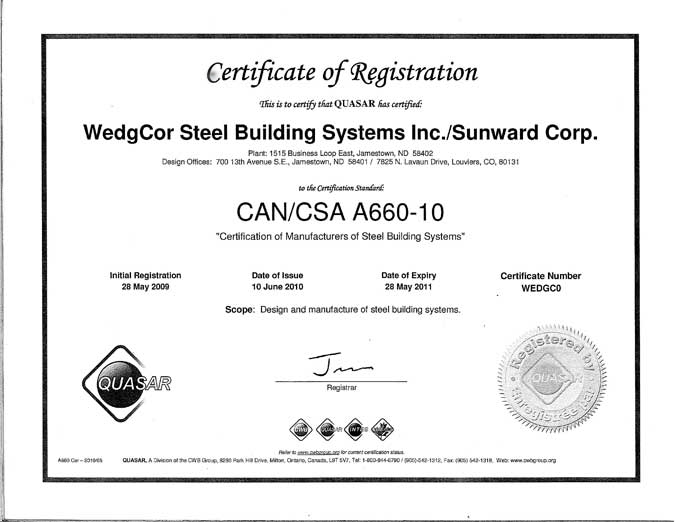 Certificate of Registration
This is to certify that QUASAR has certified:
WedgCor Steel Building Systems Inc./Sunward Corp.
Plant: 1515 Business Loop East, Jamestown, ND 58402
Design Offices: 700 13th Avenue S.E., Jamestown, ND 58401 / 7825 N. Lavaun Drive, Louviers, CO, 80131
to the Certification Standard:
CAN/CSA A660-10
"Certification of Manufacturers of Steel Building Systems"
Initial Registration Date of Issue Date of Expiry Certificate Number
28 May 2009 10 June 2010 28 May 2011 WEDGC0
Scope: Design and manufacture of steel building systems.
Registered by
QUASAR
Enregistrée par
QUASAR
Registrar
CWB QUASAR
Refer to www.cwbgroup.org for current certification status.
A660 Cer – 2010/05
QUASAR, A Division of the CWB Group, 8260 Park Hill Drive, Milton, Ontario, Canada, L9T 5V7, Tel: 1-800-844-6790 / (905)-542-1312, Fax: (905) 542-1318, Web: www.cwbgroup.org